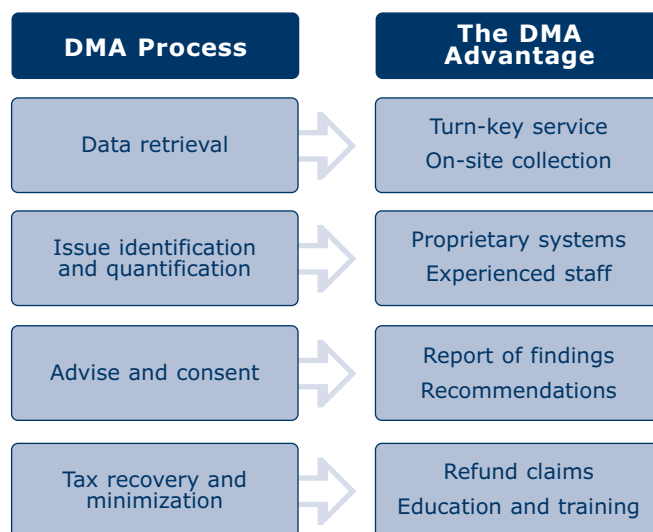 DMA Process
The DMA
Advantage
Data retrieval
Turn-key service
On-site collection
Issue identification
and quantification
Proprietary systems
Experienced staff
Advise and consent
Report of findings
Recommendations
Tax recovery and
minimization
Refund claims
Education and training